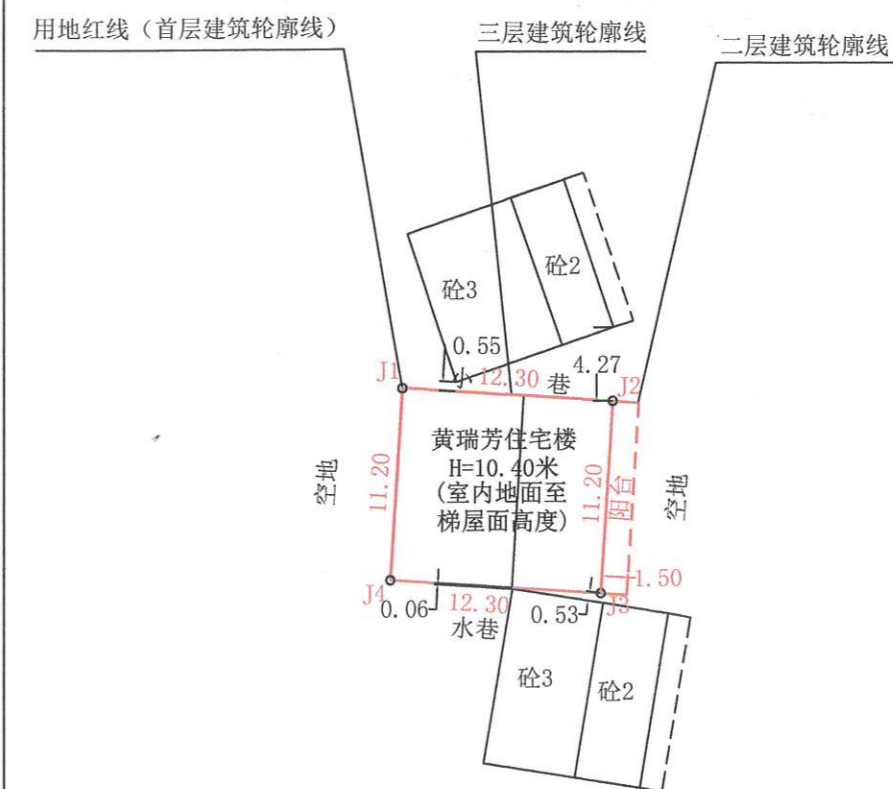 用地红线（首层建筑轮廓线）
三层建筑轮廓线
二层建筑轮廓线
砼3
砼2
0.55
4.27
J1
小
12.30
巷
J2
黄瑞芳住宅楼
H=10.40米
(室内地面至
梯屋面高度)
空地
11.20
11.20
阳台
空地
1.50
J4
0.06
12.30
0.53
J3
水巷
砼3
砼2